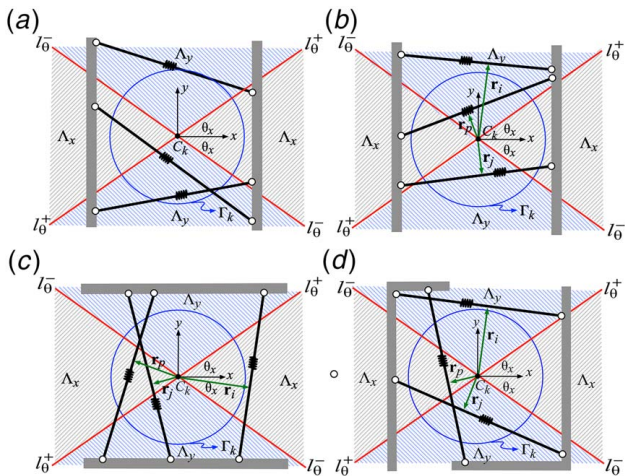 (a)
l_θ^-
l_θ^+
Λ_y
y
Λ_x
θ_x
x
C_k
θ_x
Λ_x
l_θ^+
Λ_y
Γ_k
l_θ^-
(b)
l_θ^-
l_θ^+
Λ_y
r_i
y
r_p
Λ_x
C_k
θ_x
x
θ_x
Λ_x
r_j
l_θ^+
Λ_y
Γ_k
l_θ^-
(c)
l_θ^-
l_θ^+
Λ_y
y
r_p
θ_x
x
Λ_x
r_j
C_k
θ_x
r_i
Λ_x
l_θ^+
Λ_y
Γ_k
l_θ^-
(d)
l_θ^-
l_θ^+
Λ_y
r_i
y
θ_x
x
Λ_x
r_p
C_k
θ_x
Λ_x
r_j
l_θ^+
Λ_y
Γ_k
l_θ^-